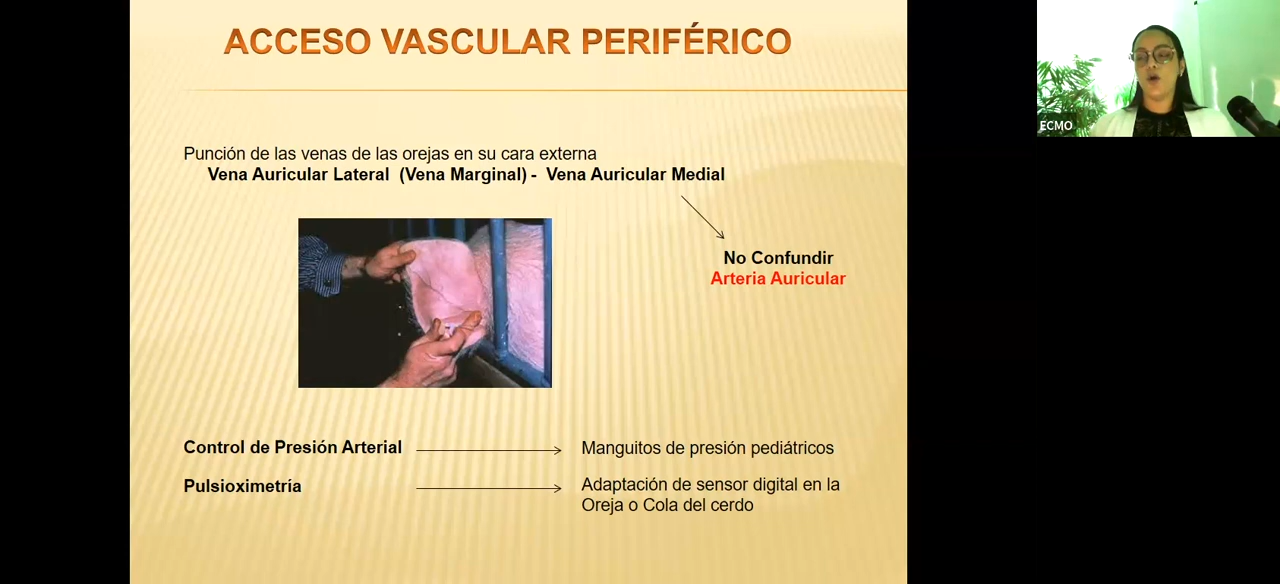 ACCESO VASCULAR PERIFÉRICO
Punción de las venas de las orejas en su cara externa
Vena Auricular Lateral (Vena Marginal) - Vena Auricular Medial
No Confundir
Arteria Auricular
Control de Presión Arterial
Manguitos de presión pediátricos
Pulsioximetría
Adaptación de sensor digital en la
Oreja o Cola del cerdo
ECMO